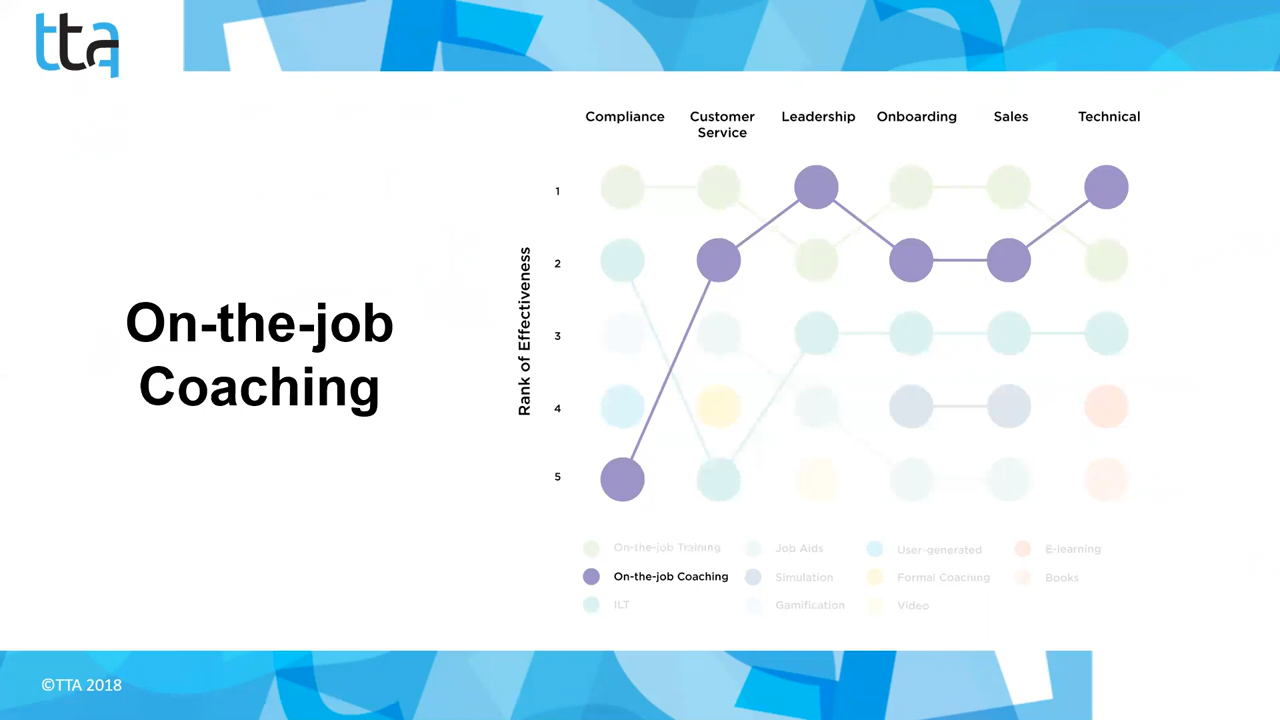 tta
Compliance
Customer
Service
Leadership
Onboarding
Sales
Technical
Rank of Effectiveness
1
2
3
4
5
On-the-job
Coaching
On-the-job Training
Job Aids
User-generated
E-learning
On-the-job Coaching
Simulation
Formal Coaching
Books
ILT
Gamification
Video
©TTA 2018